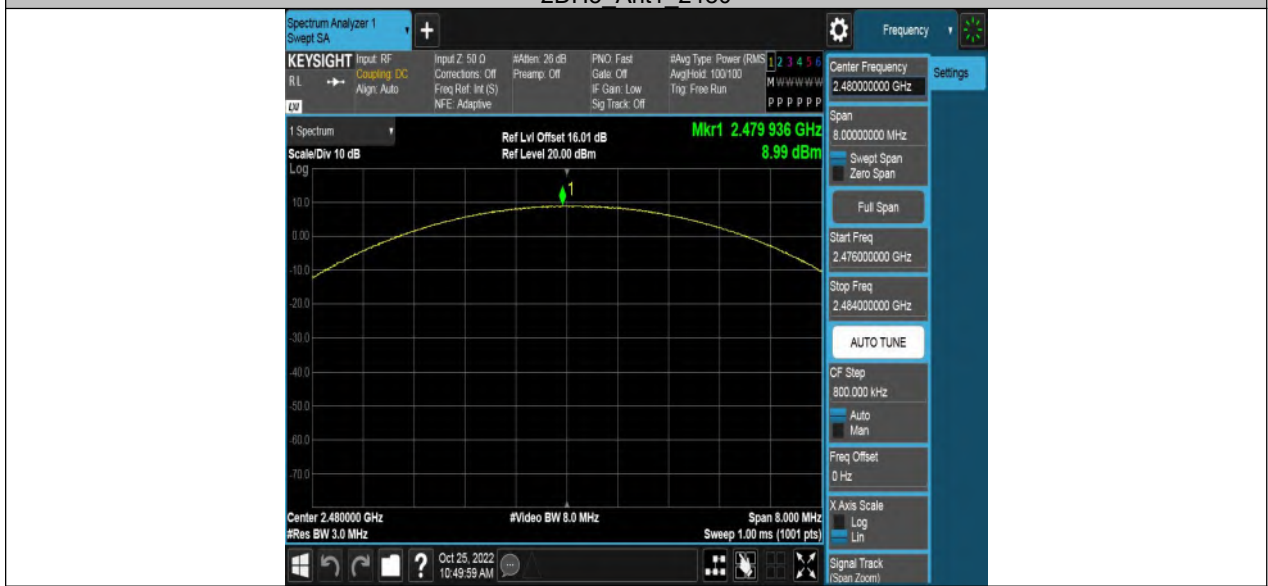 Spectrum Analyzer 1
Swept SA
+
Frequency
KEYSIGHT
RL
LXI
Input: RF
Coupling: DC
Align: Auto
Input Z: 50 Ω
Corrections: Off
Freq Ref: Int (S)
NFE: Adaptive
#Atten: 26 dB
Preamp: Off
PNO: Fast
Gate: Off
IF Gain: Low
Sig Track: Off
#Avg Type: Power (RMS
Avg|Hold: 100/100
Trig: Free Run
1 2 3 4 5 6
M W W W W W
P P P P P P
Center Frequency
2.480000000 GHz
Settings
1 Spectrum
Scale/Div 10 dB
Log
Ref Lvl Offset 16.01 dB
Ref Level 20.00 dBm
Mkr1 2.479 936 GHz
8.99 dBm
Span
8.00000000 MHz
Swept Span
Zero Span
Full Span
1
10.0
0.00
-10.0
-20.0
-30.0
-40.0
-50.0
-60.0
-70.0
Start Freq
2.476000000 GHz
Stop Freq
2.484000000 GHz
AUTO TUNE
CF Step
800.000 kHz
Auto
Man
Freq Offset
0 Hz
X Axis Scale
Log
Lin
Center 2.480000 GHz
#Res BW 3.0 MHz
#Video BW 8.0 MHz
Span 8.000 MHz
Sweep 1.00 ms (1001 pts)
?
Oct 25, 2022
10:49:59 AM
Signal Track
(Span Zoom)